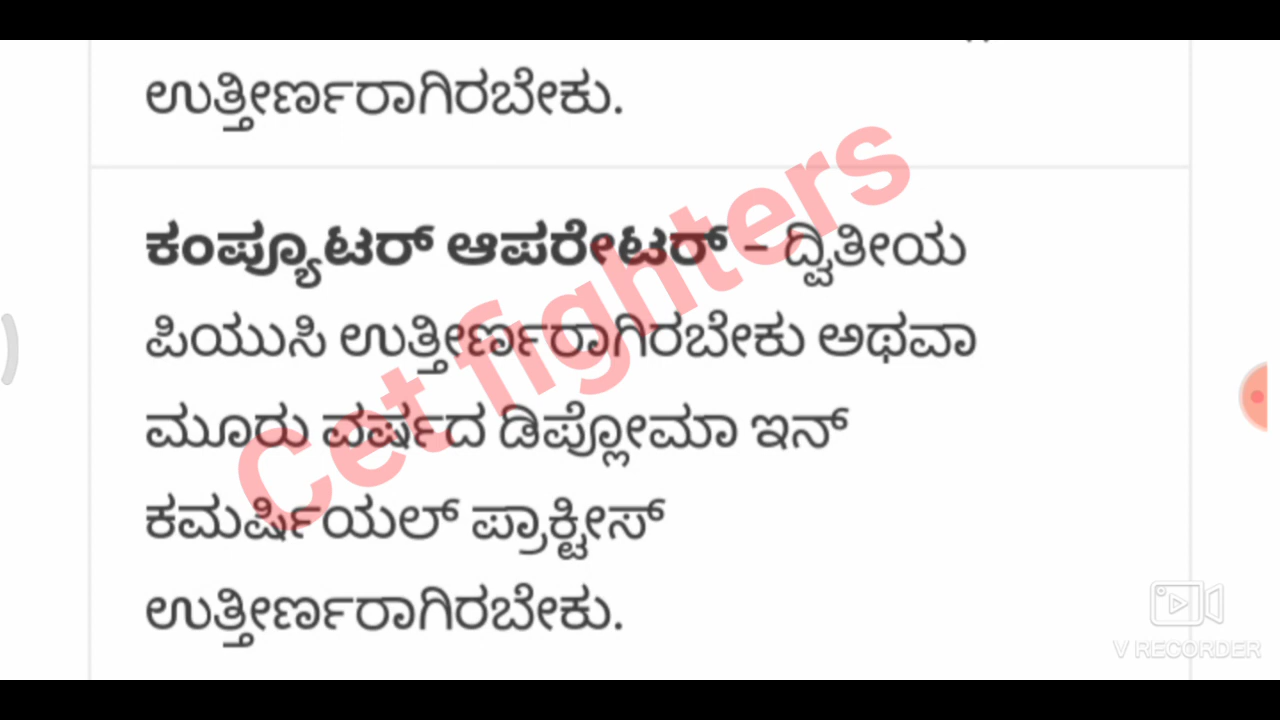 ಉತ್ತೀರ್ಣರಾಗಿರಬೇಕು.
ಕಂಪ್ಯೂಟರ್ ಆಪರೇಟರ್ - ದ್ವಿತೀಯ
ಪಿಯುಸಿ ಉತ್ತೀರ್ಣರಾಗಿರಬೇಕು ಅಥವಾ
ಮೂರು ವರ್ಷದ ಡಿಪ್ಲೋಮಾ ಇನ್
ಕಮರ್ಷಿಯಲ್ ಪ್ರಾಕ್ಟೀಸ್
ಉತ್ತೀರ್ಣರಾಗಿರಬೇಕು.
Cet fighters
V RECORDER